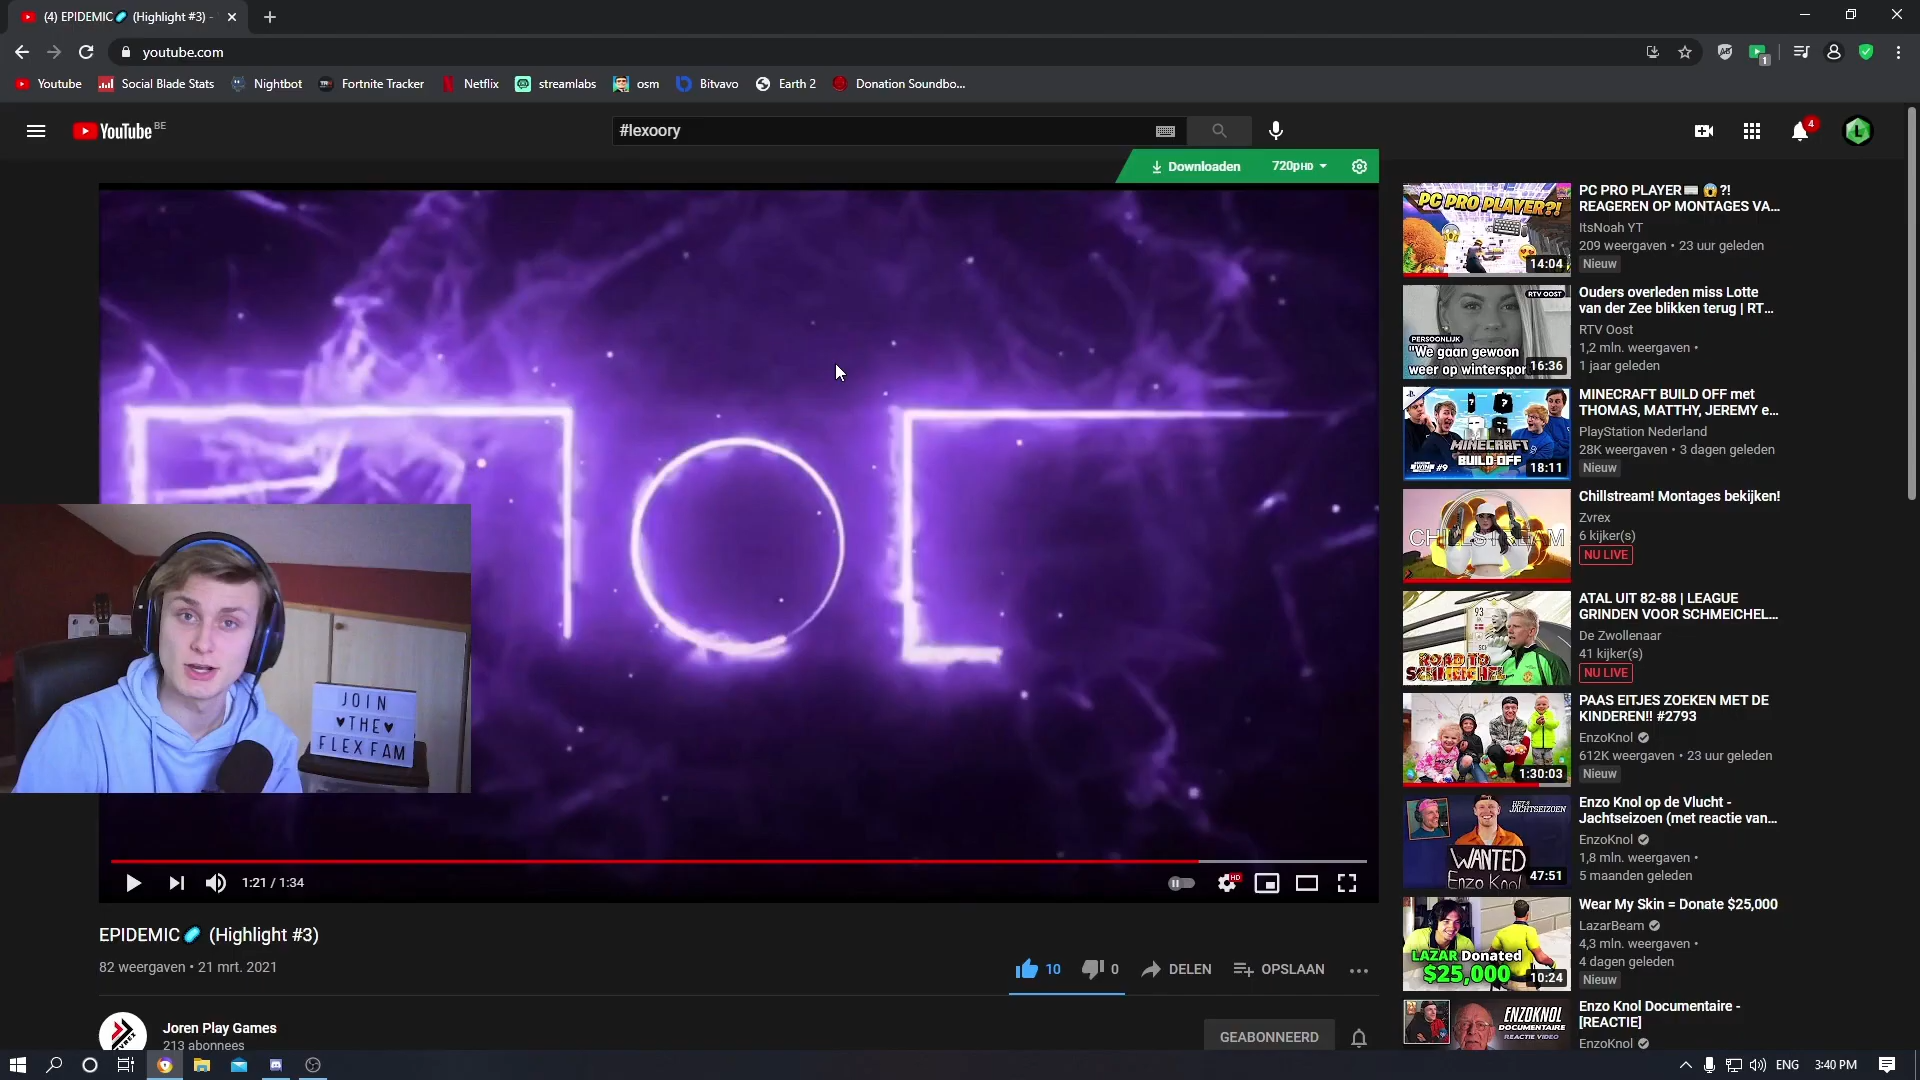 (4) EPIDEMIC (Highlight #3) -
youtube.com
1
Youtube
Social Blade Stats
Nightbot
Fortnite Tracker
Netflix
streamlabs
osm
Bitvavo
Earth 2
Donation Soundbo...
YouTube BE
#lexoory
4
L
Downloaden
720pHD
JOIN
♥THE♥
FLEX FAM
1:21 / 1:34
HD
EPIDEMIC (Highlight #3)
82 weergaven • 21 mrt. 2021
10
0
DELEN
OPSLAAN
Joren Play Games
213 abonnees
GEABONNEERD
PC PRO PLAYER?!
14:04
PC PRO PLAYER ?!
REAGEREN OP MONTAGES VA...
ItsNoah YT
209 weergaven • 23 uur geleden
Nieuw
RTV OOST
PERSOONLIJK
"We gaan gewoon
weer op winterspor
16:36
Ouders overleden miss Lotte
van der Zee blikken terug | RT...
RTV Oost
1,2 mln. weergaven •
1 jaar geleden
MINECRAFT
BUILD-OFF
#9
18:11
MINECRAFT BUILD OFF met
THOMAS, MATTHY, JEREMY e...
PlayStation Nederland
28K weergaven • 3 dagen geleden
Nieuw
CHILLSTREAM
Chillstream! Montages bekijken!
Zvrex
6 kijker(s)
NU LIVE
93
ROAD TO
SCHMEICHEL
ATAL UIT 82-88 | LEAGUE
GRINDEN VOOR SCHMEICHEL...
De Zwollenaar
41 kijker(s)
NU LIVE
1:30:03
PAAS EITJES ZOEKEN MET DE
KINDEREN!! #2793
EnzoKnol
612K weergaven • 23 uur geleden
Nieuw
JACHTSEIZOEN
WANTED
Enzo Knol
47:51
Enzo Knol op de Vlucht -
Jachtseizoen (met reactie van...
EnzoKnol
1,8 mln. weergaven •
5 maanden geleden
LAZAR Donated
$25,000
10:24
Wear My Skin = Donate $25,000
LazarBeam
4,3 mln. weergaven •
4 dagen geleden
Nieuw
ENZOKNOL
DOCUMENTAIRE
REACTIE VIDEO
Enzo Knol Documentaire -
[REACTIE]
EnzoKnol
ENG
3:40 PM